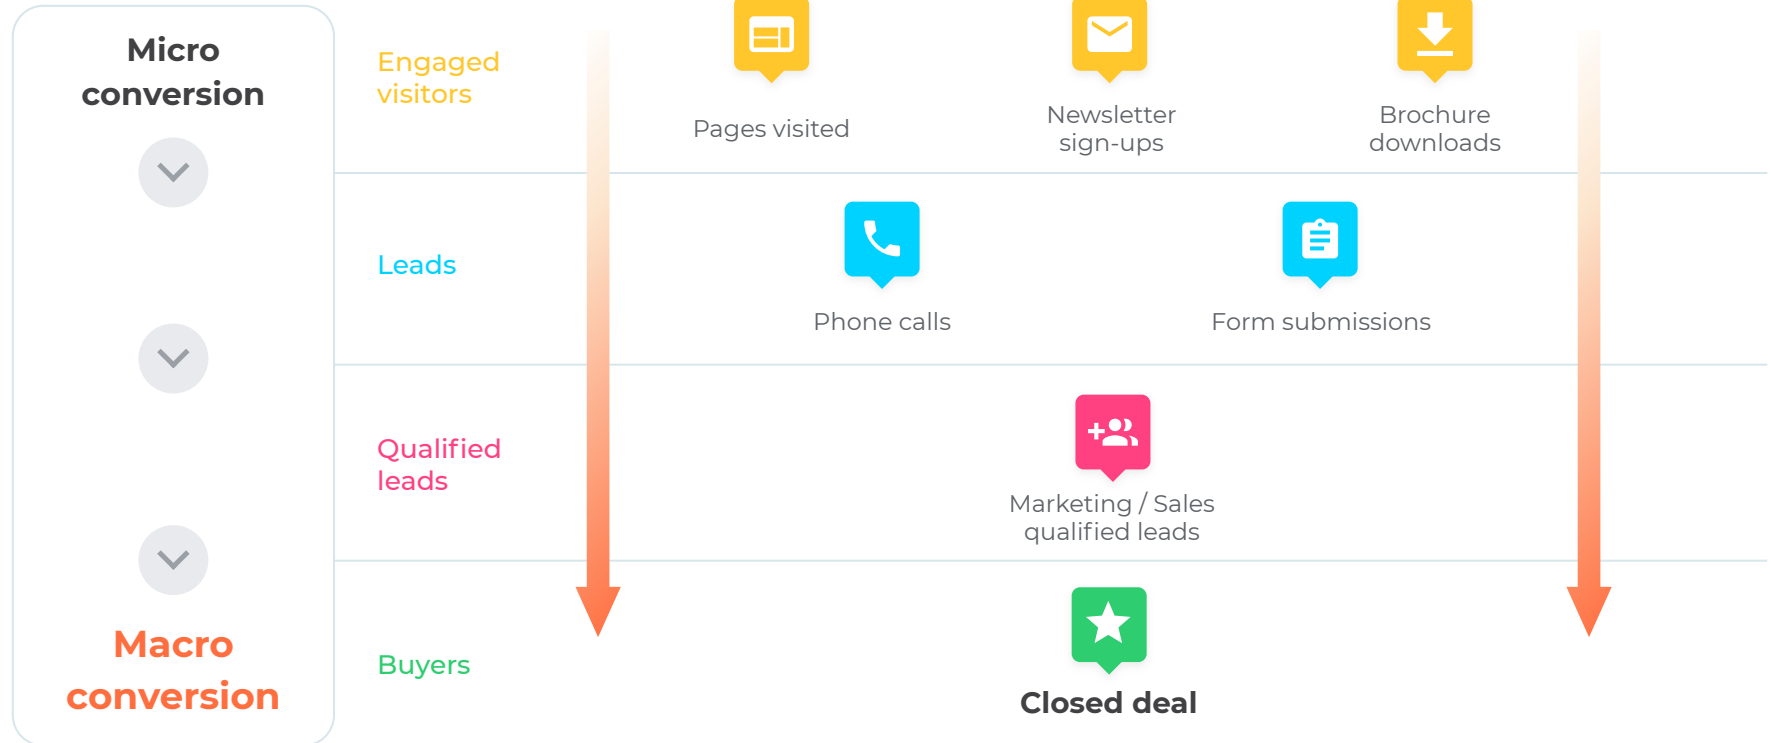 Micro
conversion
Engaged
visitors
Pages visited
Newsletter
sign-ups
Brochure
downloads
Leads
Phone calls
Form submissions
Qualified
leads
Marketing / Sales
qualified leads
Macro
conversion
Buyers
Closed deal